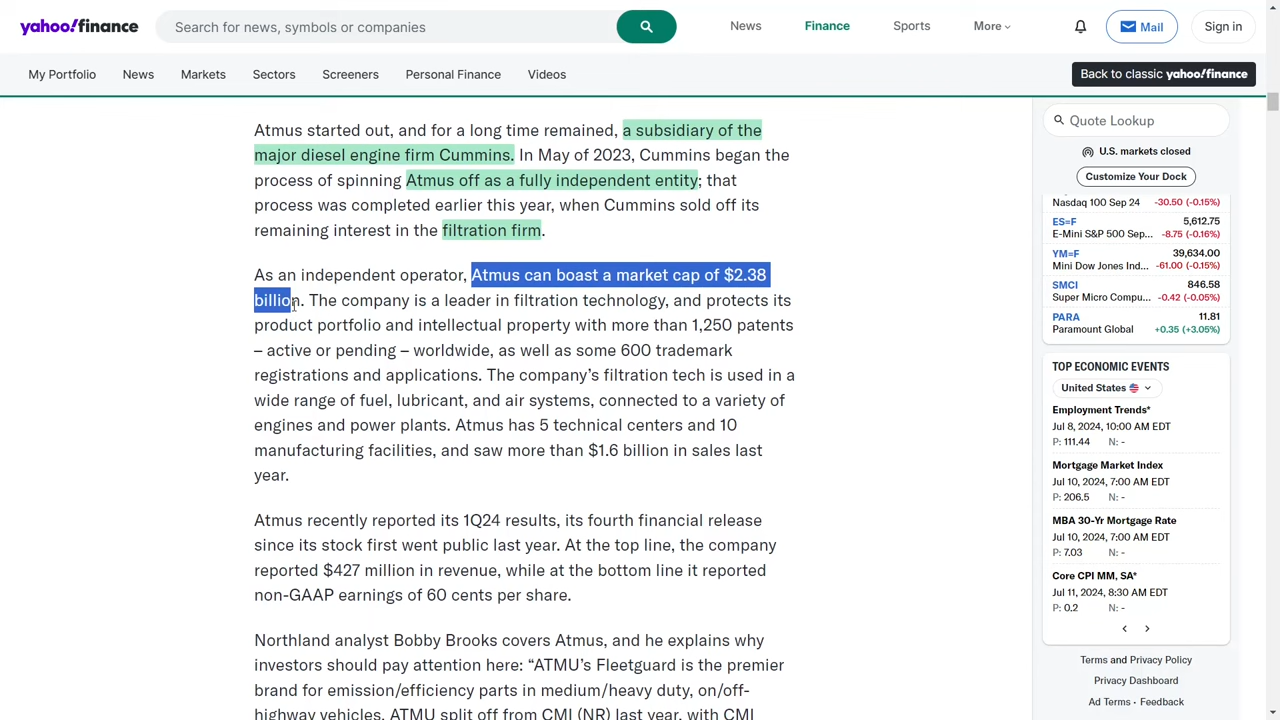 yahoo!finance
Search for news, symbols or companies
News
Finance
Sports
More
Mail
Sign in
My Portfolio
News
Markets
Sectors
Screeners
Personal Finance
Videos
Back to classic yahoo!finance
Atmus started out, and for a long time remained, a subsidiary of the
major diesel engine firm Cummins. In May of 2023, Cummins began the
process of spinning Atmus off as a fully independent entity; that
process was completed earlier this year, when Cummins sold off its
remaining interest in the filtration firm.
As an independent operator, Atmus can boast a market cap of $2.38
billion. The company is a leader in filtration technology, and protects its
product portfolio and intellectual property with more than 1,250 patents
– active or pending – worldwide, as well as some 600 trademark
registrations and applications. The company’s filtration tech is used in a
wide range of fuel, lubricant, and air systems, connected to a variety of
engines and power plants. Atmus has 5 technical centers and 10
manufacturing facilities, and saw more than $1.6 billion in sales last
year.
Atmus recently reported its 1Q24 results, its fourth financial release
since its stock first went public last year. At the top line, the company
reported $427 million in revenue, while at the bottom line it reported
non-GAAP earnings of 60 cents per share.
Northland analyst Bobby Brooks covers Atmus, and he explains why
investors should pay attention here: “ATMU’s Fleetguard is the premier
brand for emission/efficiency parts in medium/heavy duty, on/off-
highway vehicles. ATMU split off from CMI (NR) last year, with CMI
Quote Lookup
U.S. markets closed
Customize Your Dock
Nasdaq 100 Sep 24 -30.50 (-0.15%)
ES=F 5,612.75
E-Mini S&P 500 Sep... -8.75 (-0.16%)
YM=F 39,634.00
Mini Dow Jones Ind... -61.00 (-0.15%)
SMCI 846.58
Super Micro Compu... -0.42 (-0.05%)
PARA 11.81
Paramount Global +0.35 (+3.05%)
TOP ECONOMIC EVENTS
United States
Employment Trends*
Jul 8, 2024, 10:00 AM EDT
P: 111.44 N: -
Mortgage Market Index
Jul 10, 2024, 7:00 AM EDT
P: 206.5 N: -
MBA 30-Yr Mortgage Rate
Jul 10, 2024, 7:00 AM EDT
P: 7.03 N: -
Core CPI MM, SA*
Jul 11, 2024, 8:30 AM EDT
P: 0.2 N: -
Terms and Privacy Policy
Privacy Dashboard
Ad Terms • Feedback